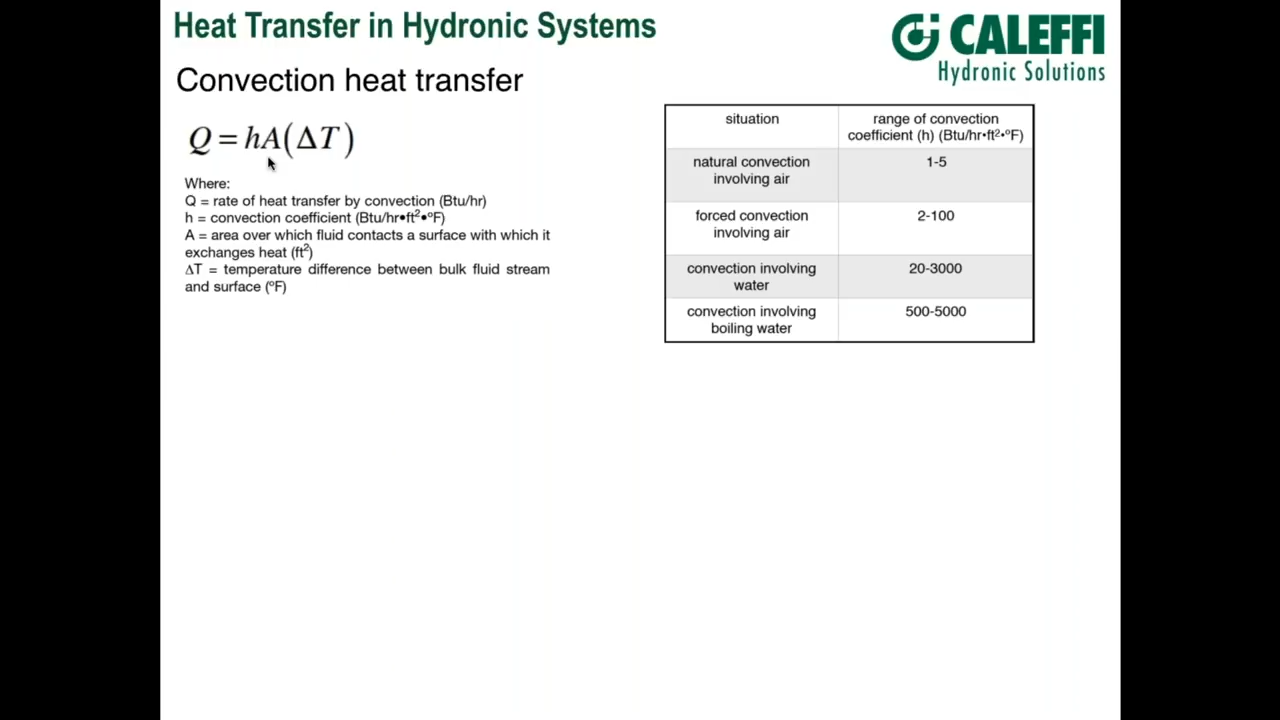 Heat Transfer in Hydronic Systems
CALEFFI
Hydronic Solutions
Convection heat transfer
Q = hA(ΔT)
Where:
Q = rate of heat transfer by convection (Btu/hr)
h = convection coefficient (Btu/hr•ft²•ºF)
A = area over which fluid contacts a surface with which it
exchanges heat (ft²)
ΔT = temperature difference between bulk fluid stream
and surface (ºF)
situation
range of convection
coefficient (h) (Btu/hr•ft²•ºF)
natural convection
involving air
1-5
forced convection
involving air
2-100
convection involving
water
20-3000
convection involving
boiling water
500-5000